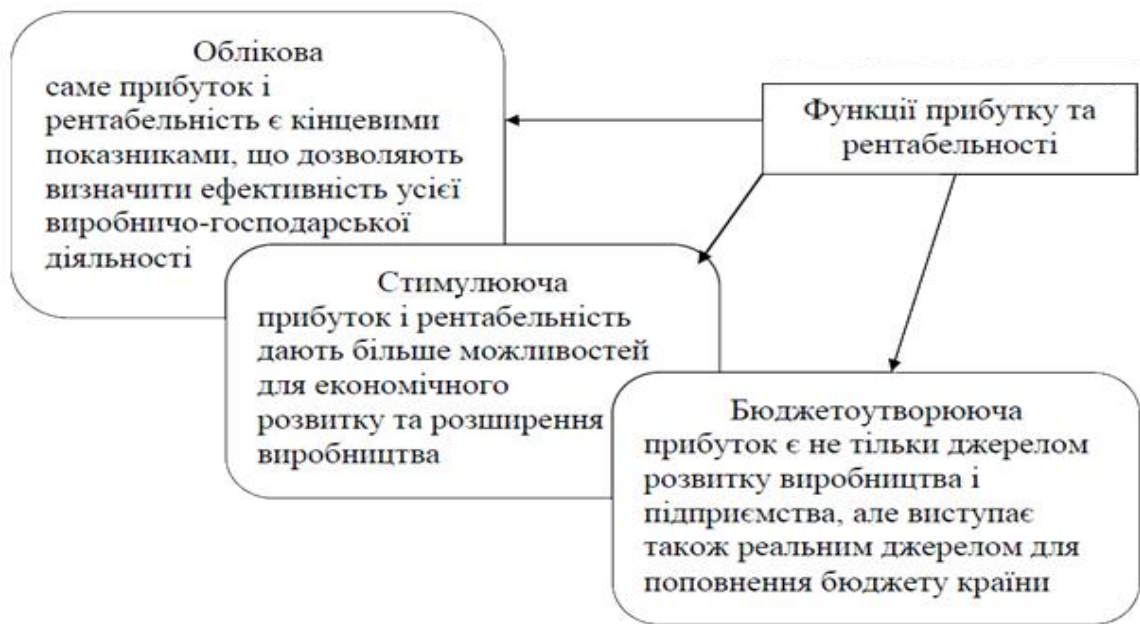 Облікова
саме прибуток і
рентабельність є кінцевими
показниками, що дозволяють
визначити ефективність усієї
виробничо-господарської
діяльності
Функції прибутку та
рентабельності
Стимулююча
прибуток і рентабельність
дають більше можливостей
для економічного
розвитку та розширення
виробництва
Бюджетоутворююча
прибуток є не тільки джерелом
розвитку виробництва і
підприємства, але виступає
також реальним джерелом для
поповнення бюджету країни